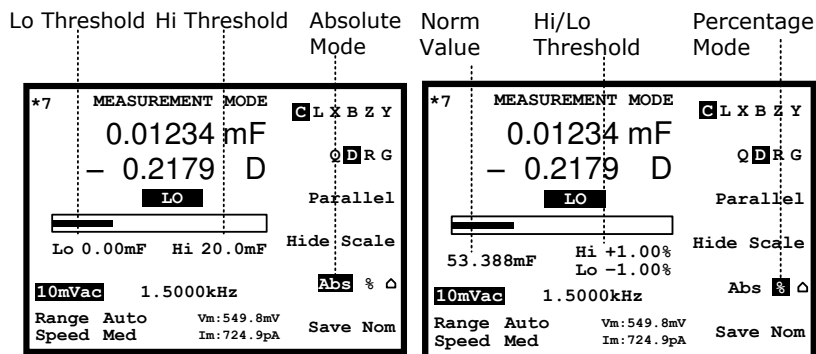 Lo Threshold Hi Threshold Absolute Mode
Norm Value Hi/Lo Threshold Percentage Mode
*7 MEASUREMENT MODE
C L X B Z Y
0.01234 mF
Q D R G
– 0.2179 D
LO
Parallel
Hide Scale
Lo 0.00mF Hi 20.0mF
Abs % ⌂
10mVac 1.5000kHz
Range Auto Vm:549.8mV
Speed Med Im:724.9pA
Save Nom
*7 MEASUREMENT MODE
C L X B Z Y
0.01234 mF
Q D R G
– 0.2179 D
LO
Parallel
Hide Scale
53.388mF Hi +1.00%
Lo –1.00%
Abs % ⌂
10mVac 1.5000kHz
Range Auto Vm:549.8mV
Speed Med Im:724.9pA
Save Nom